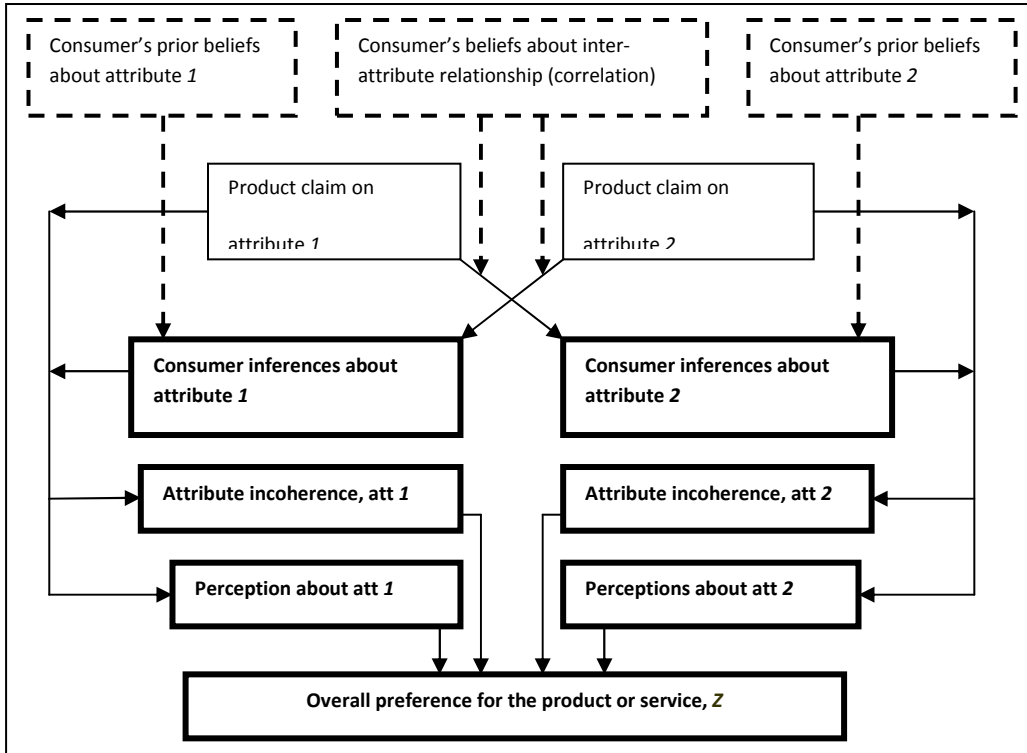 Consumer’s prior beliefs
about attribute 1
Consumer’s beliefs about inter-
attribute relationship (correlation)
Consumer’s prior beliefs
about attribute 2
Product claim on
attribute 1
Product claim on
attribute 2
Consumer inferences about
attribute 1
Consumer inferences about
attribute 2
Attribute incoherence, att 1
Attribute incoherence, att 2
Perception about att 1
Perceptions about att 2
Overall preference for the product or service, Z